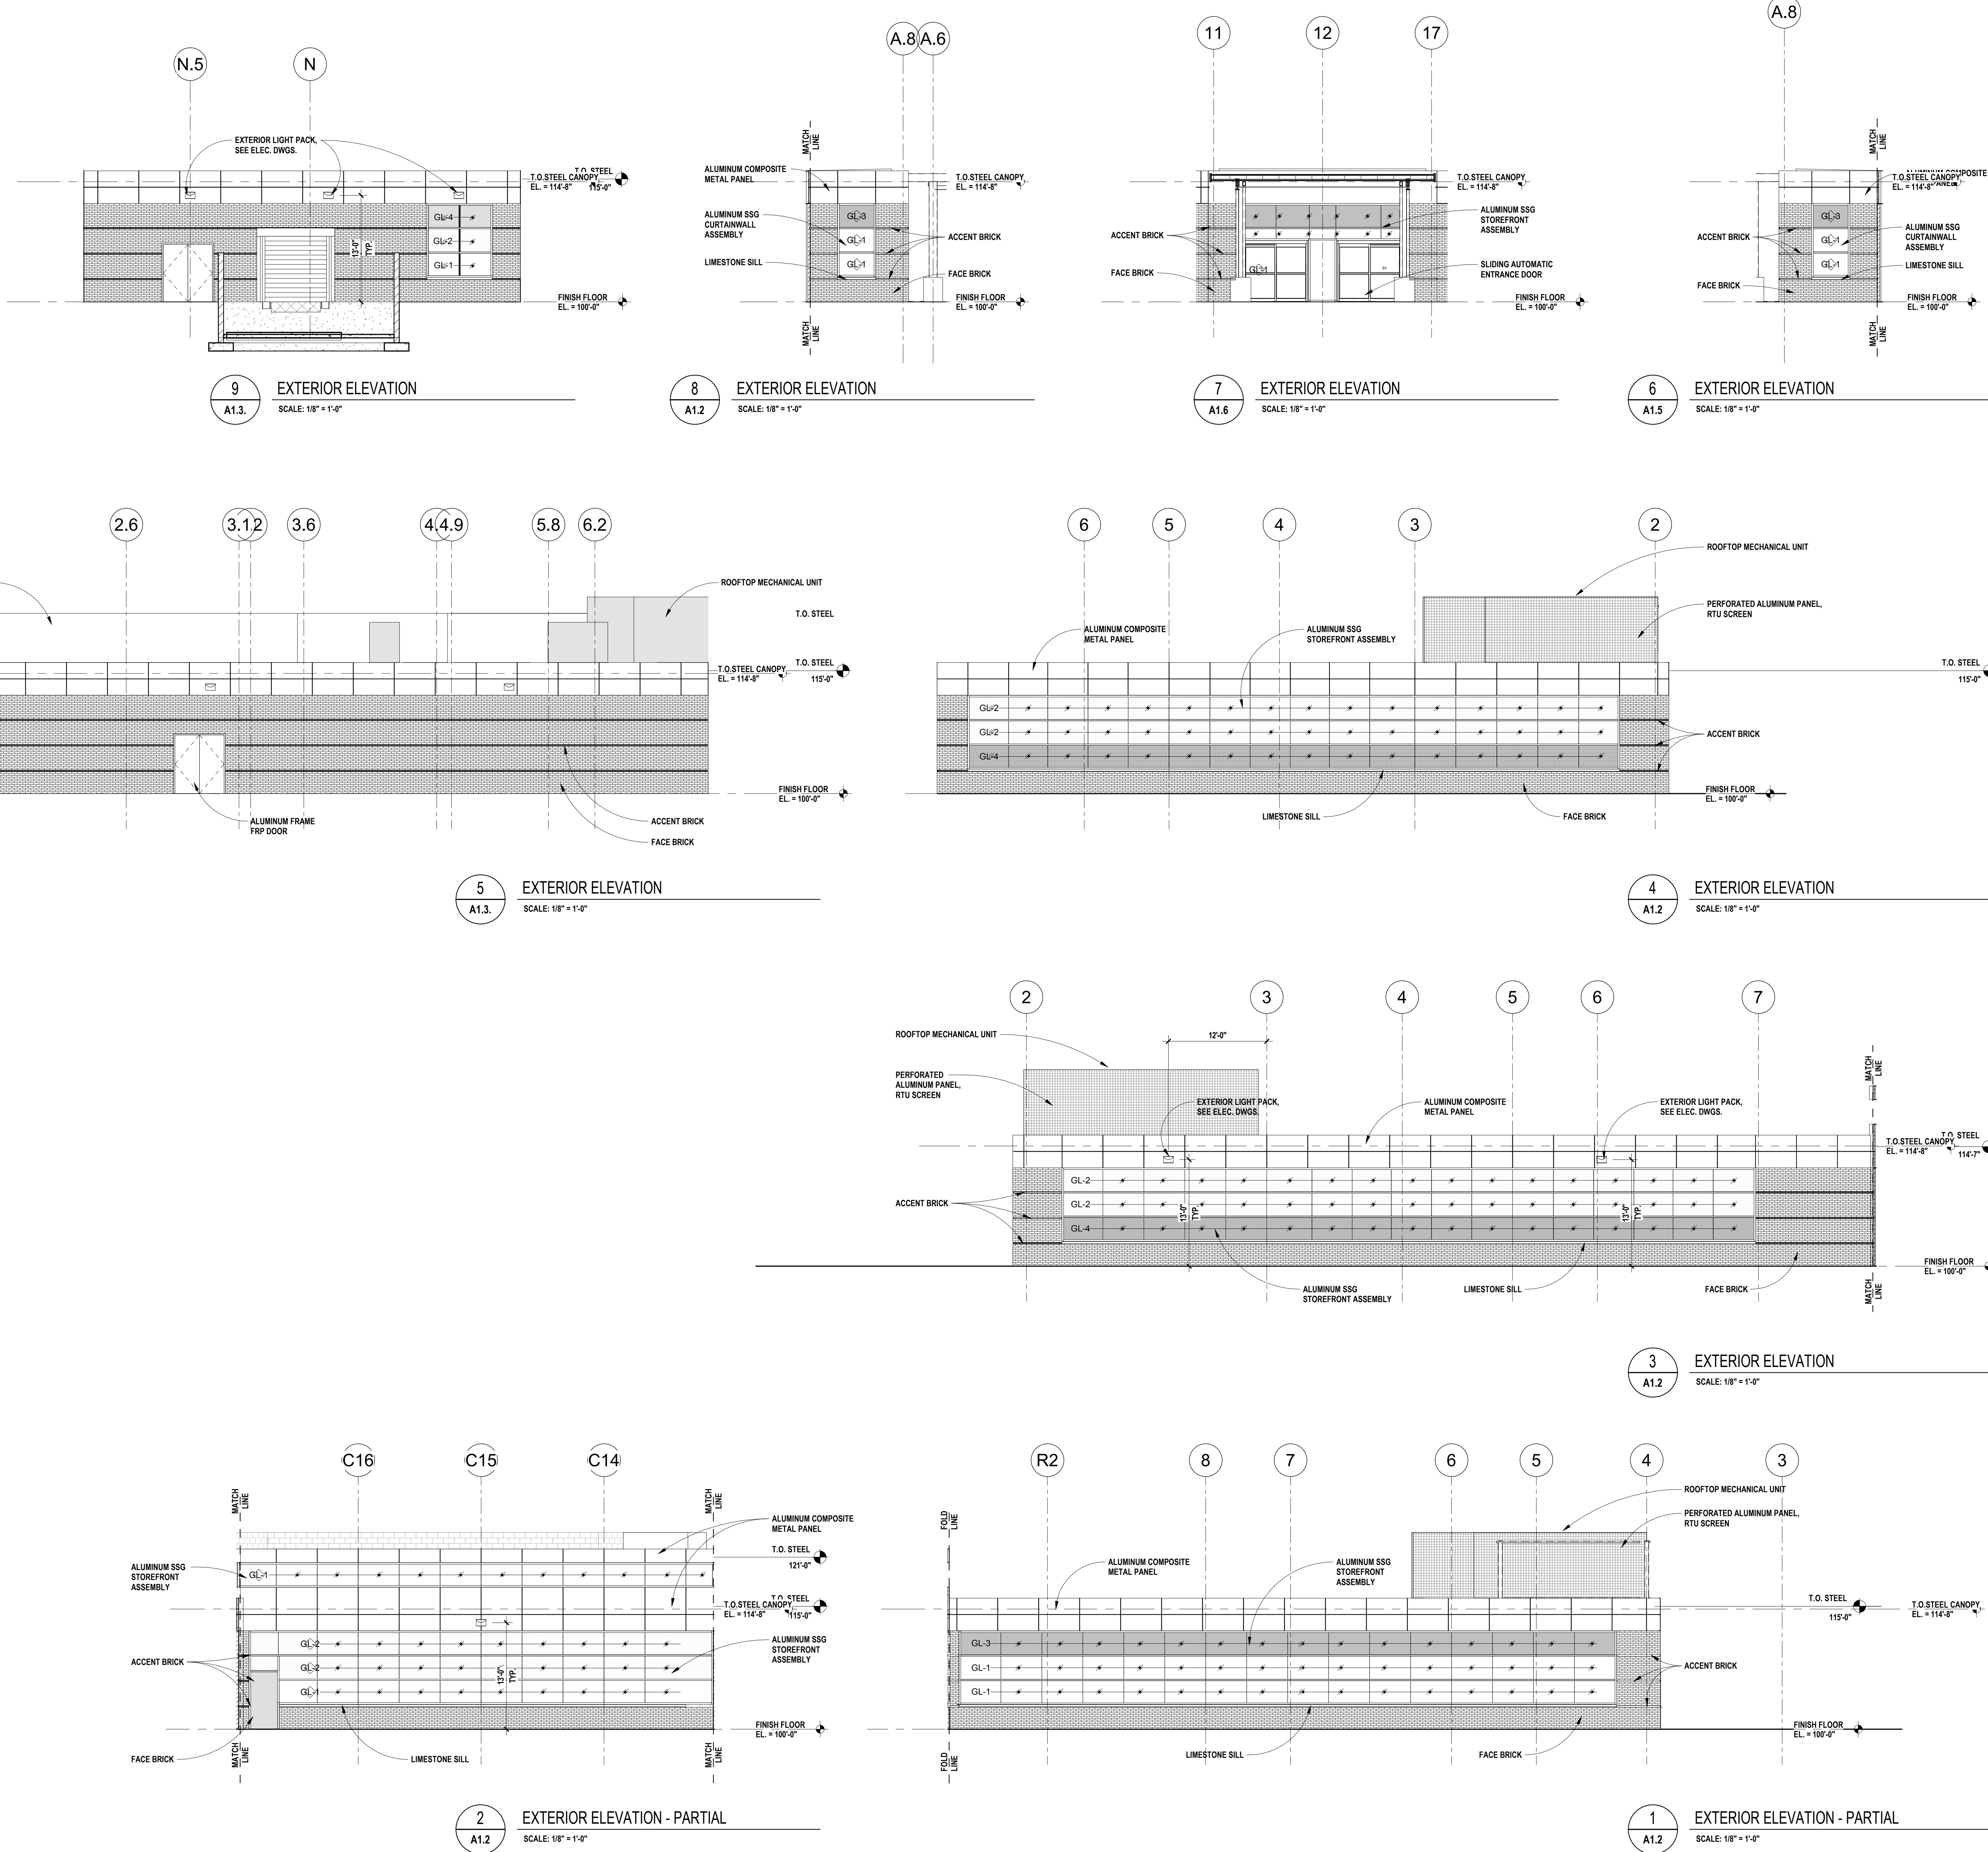 N.5
N
EXTERIOR LIGHT PACK,
SEE ELEC. DWGS.
T.O. STEEL
115'-0"
T.O.STEEL CANOPY
EL. = 114'-8"
GL-4
GL-2
GL-1
13'-0"
TYP.
FINISH FLOOR
EL. = 100'-0"
9
A1.3.
EXTERIOR ELEVATION
SCALE: 1/8" = 1'-0"
A.8
A.6
MATCH
LINE
ALUMINUM COMPOSITE
METAL PANEL
T.O.STEEL CANOPY
EL. = 114'-8"
ALUMINUM SSG
CURTAINWALL
ASSEMBLY
GL-3
GL-1
GL-1
ACCENT BRICK
LIMESTONE SILL
FACE BRICK
FINISH FLOOR
EL. = 100'-0"
MATCH
LINE
8
A1.2
EXTERIOR ELEVATION
SCALE: 1/8" = 1'-0"
11
12
17
T.O.STEEL CANOPY
EL. = 114'-8"
ALUMINUM SSG
STOREFRONT
ASSEMBLY
ACCENT BRICK
FACE BRICK
GL-1
SLIDING AUTOMATIC
ENTRANCE DOOR
FINISH FLOOR
EL. = 100'-0"
7
A1.6
EXTERIOR ELEVATION
SCALE: 1/8" = 1'-0"
A.8
MATCH
LINE
ALUMINUM COMPOSITE
PANEL
T.O.STEEL CANOPY
EL. = 114'-8"
GL-3
GL-1
GL-1
ACCENT BRICK
ALUMINUM SSG
CURTAINWALL
ASSEMBLY
LIMESTONE SILL
FACE BRICK
FINISH FLOOR
EL. = 100'-0"
MATCH
LINE
6
A1.5
EXTERIOR ELEVATION
SCALE: 1/8" = 1'-0"
2.6
3.1
3.6
4.9
5.8
6.2
ROOFTOP MECHANICAL UNIT
T.O. STEEL
T.O. STEEL
115'-0"
T.O.STEEL CANOPY
EL. = 114'-8"
FINISH FLOOR
EL. = 100'-0"
ALUMINUM FRAME
FRP DOOR
ACCENT BRICK
FACE BRICK
5
A1.3.
EXTERIOR ELEVATION
SCALE: 1/8" = 1'-0"
6
5
4
3
2
ROOFTOP MECHANICAL UNIT
PERFORATED ALUMINUM PANEL,
RTU SCREEN
ALUMINUM COMPOSITE
METAL PANEL
ALUMINUM SSG
STOREFRONT ASSEMBLY
T.O. STEEL
115'-0"
GL-2
GL-2
GL-4
ACCENT BRICK
FINISH FLOOR
EL. = 100'-0"
LIMESTONE SILL
FACE BRICK
4
A1.2
EXTERIOR ELEVATION
SCALE: 1/8" = 1'-0"
2
3
4
5
6
7
ROOFTOP MECHANICAL UNIT
12'-0"
PERFORATED
ALUMINUM PANEL,
RTU SCREEN
EXTERIOR LIGHT PACK,
SEE ELEC. DWGS.
ALUMINUM COMPOSITE
METAL PANEL
EXTERIOR LIGHT PACK,
SEE ELEC. DWGS.
MATCH
LINE
T.O. STEEL
114'-7"
T.O.STEEL CANOPY
EL. = 114'-8"
GL-2
GL-2
GL-4
13'-0"
TYP.
13'-0"
TYP.
ACCENT BRICK
FINISH FLOOR
EL. = 100'-0"
ALUMINUM SSG
STOREFRONT ASSEMBLY
LIMESTONE SILL
FACE BRICK
MATCH
LINE
3
A1.2
EXTERIOR ELEVATION
SCALE: 1/8" = 1'-0"
C16
C15
C14
MATCH
LINE
MATCH
LINE
ALUMINUM COMPOSITE
METAL PANEL
T.O. STEEL
121'-0"
ALUMINUM SSG
STOREFRONT
ASSEMBLY
GL-1
T.O. STEEL
115'-0"
T.O.STEEL CANOPY
EL. = 114'-8"
GL-2
GL-2
GL-1
13'-0"
TYP.
ALUMINUM SSG
STOREFRONT
ASSEMBLY
ACCENT BRICK
FINISH FLOOR
EL. = 100'-0"
FACE BRICK
LIMESTONE SILL
MATCH
LINE
MATCH
LINE
2
A1.2
EXTERIOR ELEVATION - PARTIAL
SCALE: 1/8" = 1'-0"
R2
8
7
6
5
4
3
FOLD
LINE
ROOFTOP MECHANICAL UNIT
PERFORATED ALUMINUM PANEL,
RTU SCREEN
ALUMINUM COMPOSITE
METAL PANEL
ALUMINUM SSG
STOREFRONT
ASSEMBLY
T.O. STEEL
115'-0"
T.O.STEEL CANOPY
EL. = 114'-8"
GL-3
GL-1
GL-1
ACCENT BRICK
FINISH FLOOR
EL. = 100'-0"
LIMESTONE SILL
FACE BRICK
FOLD
LINE
1
A1.2
EXTERIOR ELEVATION - PARTIAL
SCALE: 1/8" = 1'-0"